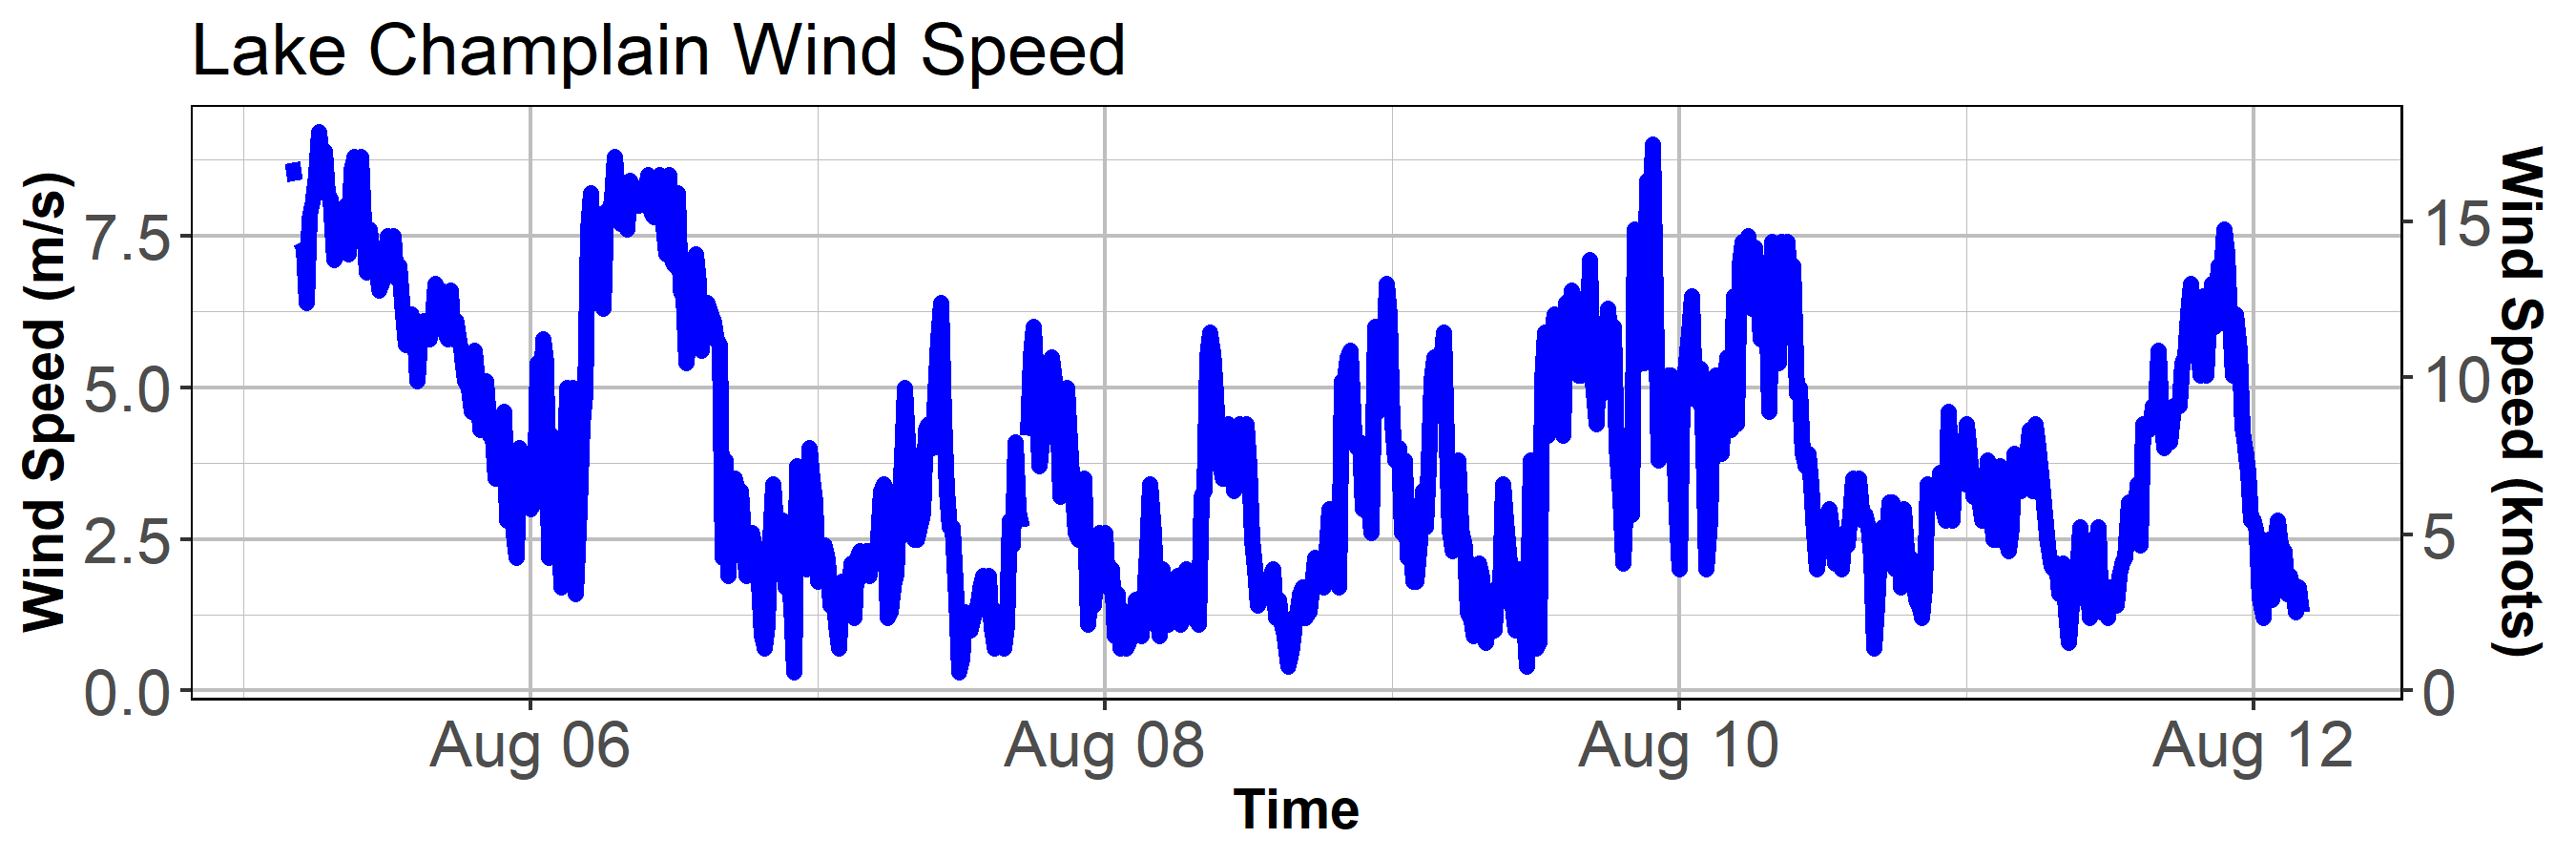 Lake Champlain Wind Speed
Wind Speed (m/s)
7.5
5.0
2.5
0.0
15
10
5
0
Wind Speed (knots)
Aug 06
Aug 08
Aug 10
Aug 12
Time